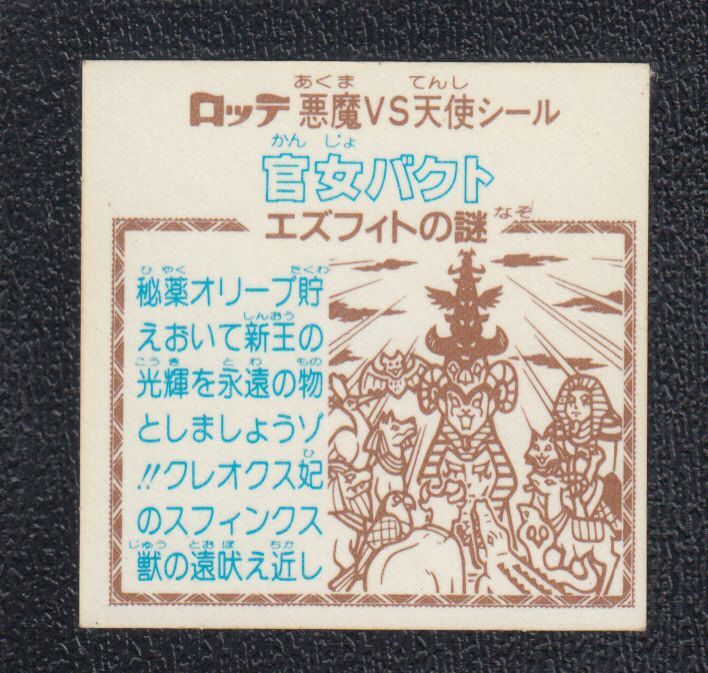 あくま てんし
ロッテ 悪魔VS天使シール
かんじょ
官女バクト
エズフィトの謎 なぞ
ひやく たくわ
秘薬オリーブ貯
しんおう
えおいて新王の
こうき とわ もの
光輝を永遠の物
としましょうゾ
ひ
!!クレオクス妃
のスフィンクス
じゅう とおぼ ちか
獣の遠吠え近し